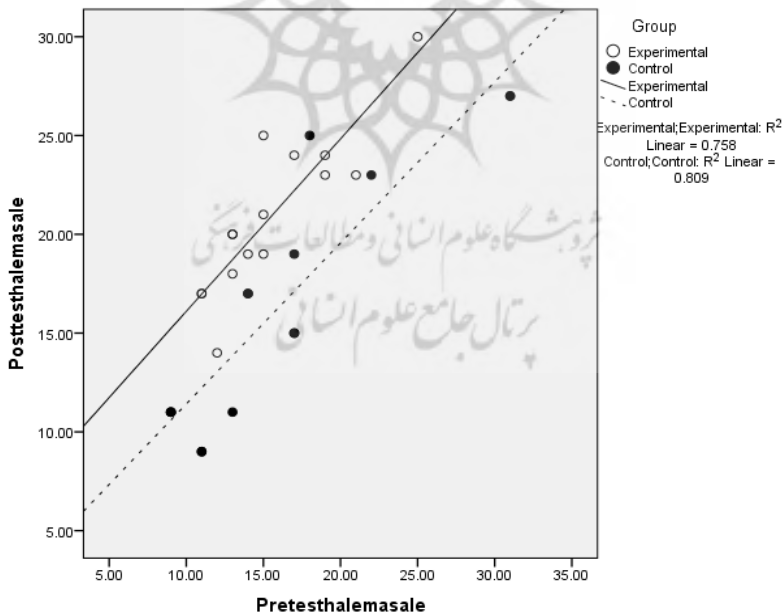 Group
Experimental
Control
Experimental
Control
Experimental;Experimental: R²
Linear = 0.758
Control;Control: R² Linear =
0.809
30.00
25.00
20.00
15.00
10.00
5.00
Posttesthalemasale
پژوهشگاه علوم انسانی و مطالعات فرهنگی
پرتال جامع علوم انسانی
5.00 10.00 15.00 20.00 25.00 30.00 35.00
Pretesthalemasale